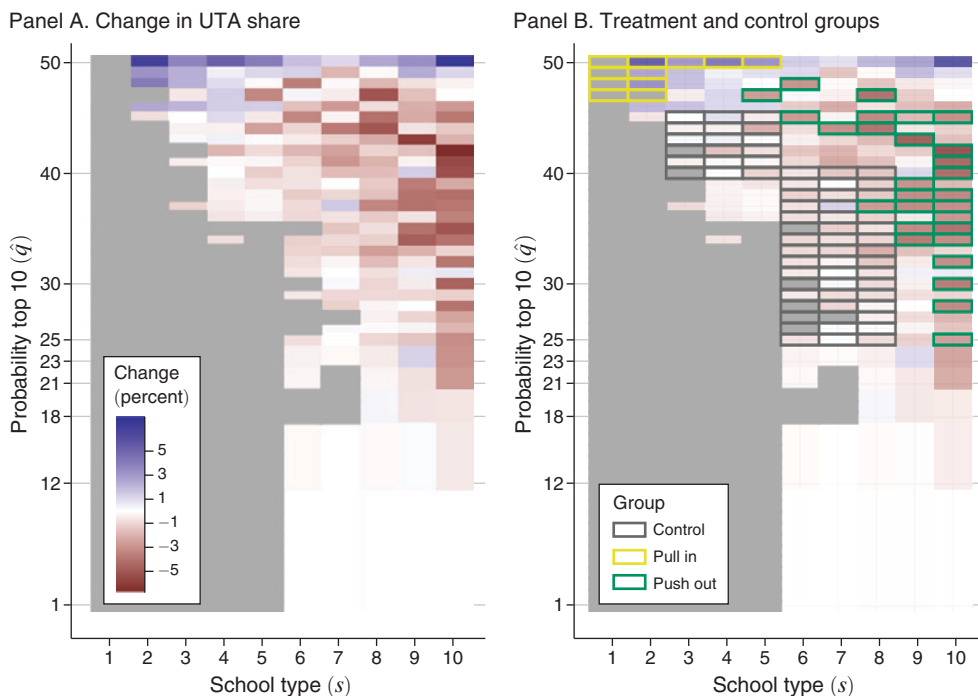 Panel A. Change in UTA share
50
40
30
25
23
21
18
12
1
Probability top 10 (q̂)
Change
(percent)
5
3
1
−1
−3
−5
1 2 3 4 5 6 7 8 9 10
School type (s)
Panel B. Treatment and control groups
50
40
30
25
23
21
18
12
1
Probability top 10 (q̂)
Group
Control
Pull in
Push out
1 2 3 4 5 6 7 8 9 10
School type (s)